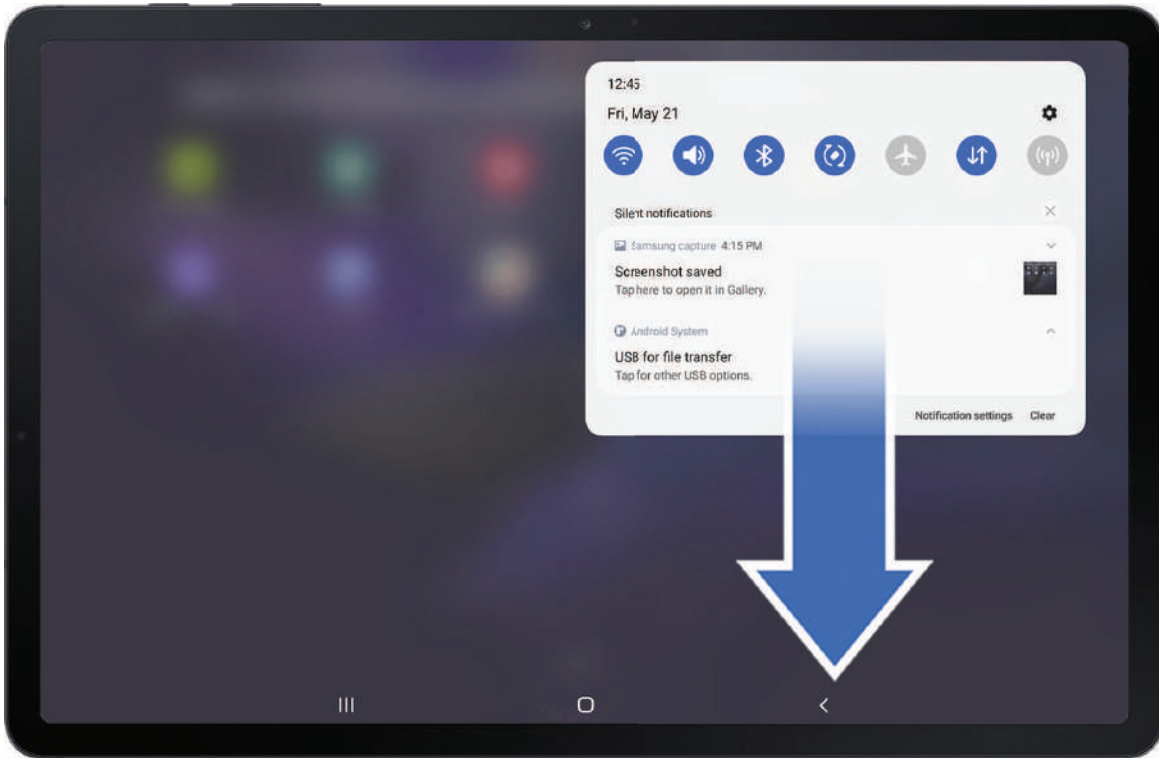 12:45
Fri, May 21
Silent notifications
Samsung capture 4:15 PM
Screenshot saved
Tap here to open it in Gallery.
Android System
USB for file transfer
Tap for other USB options.
Notification settings Clear